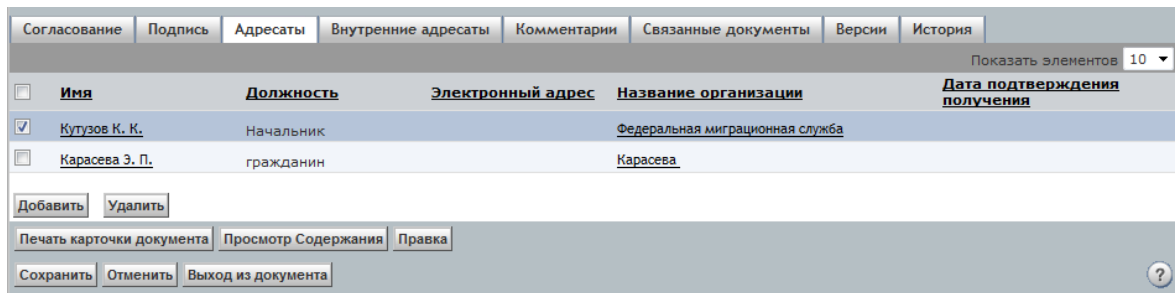 Согласование Подпись Адресаты Внутренние адресаты Комментарии Связанные документы Версии История
Показать элементов 10
Имя Должность Электронный адрес Название организации Дата подтверждения получения
Кутузов К. К. Начальник Федеральная миграционная служба
Карасева Э. П. гражданин Карасева
Добавить Удалить
Печать карточки документа Просмотр Содержания Правка
Сохранить Отменить Выход из документа ?